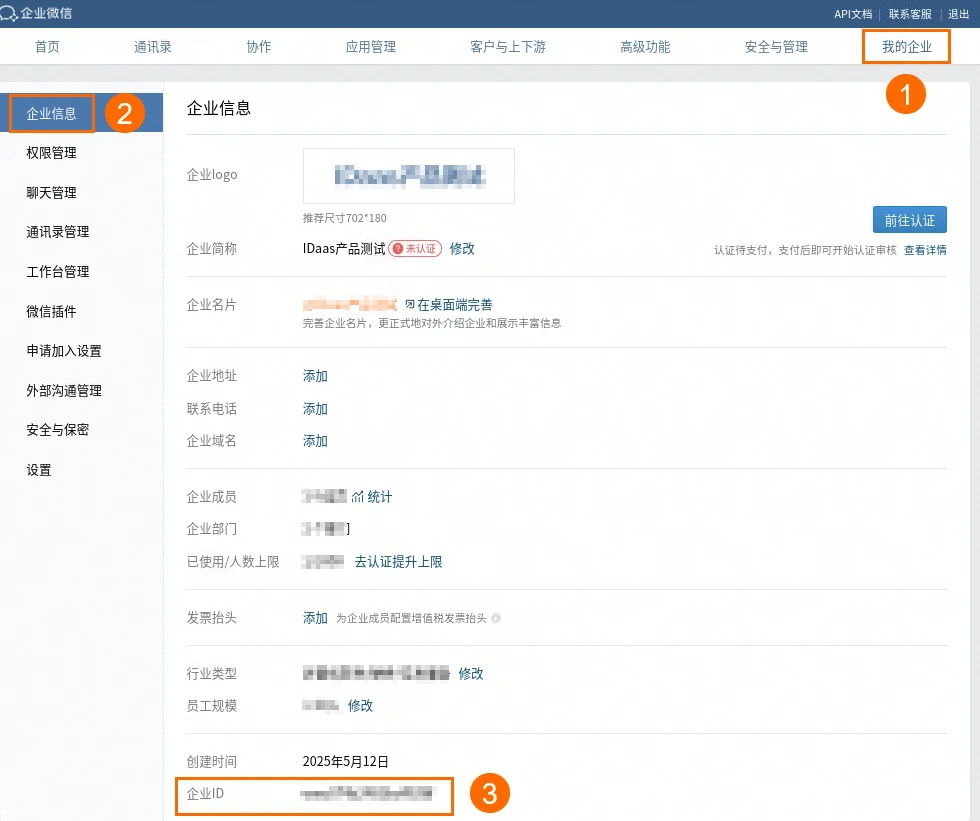 企业微信
API文档 | 联系客服 | 退出
首页 通讯录 协作 应用管理 客户与上下游 高级功能 安全与管理 我的企业
1
企业信息 2
权限管理
聊天管理
通讯录管理
工作台管理
微信插件
申请加入设置
外部沟通管理
安全与保密
设置
企业信息
企业logo
推荐尺寸702*180
前往认证
企业简称 IDaas产品测试 未认证 修改
认证待支付，支付后即可开始认证审核 查看详情
企业名片 在桌面端完善
完善企业名片，更正式地对外介绍企业和展示丰富信息
企业地址 添加
联系电话 添加
企业域名 添加
企业成员 统计
企业部门
已使用/人数上限 去认证提升上限
发票抬头 添加 为企业成员配置增值税发票抬头
行业类型 修改
员工规模 修改
创建时间 2025年5月12日
企业ID 3